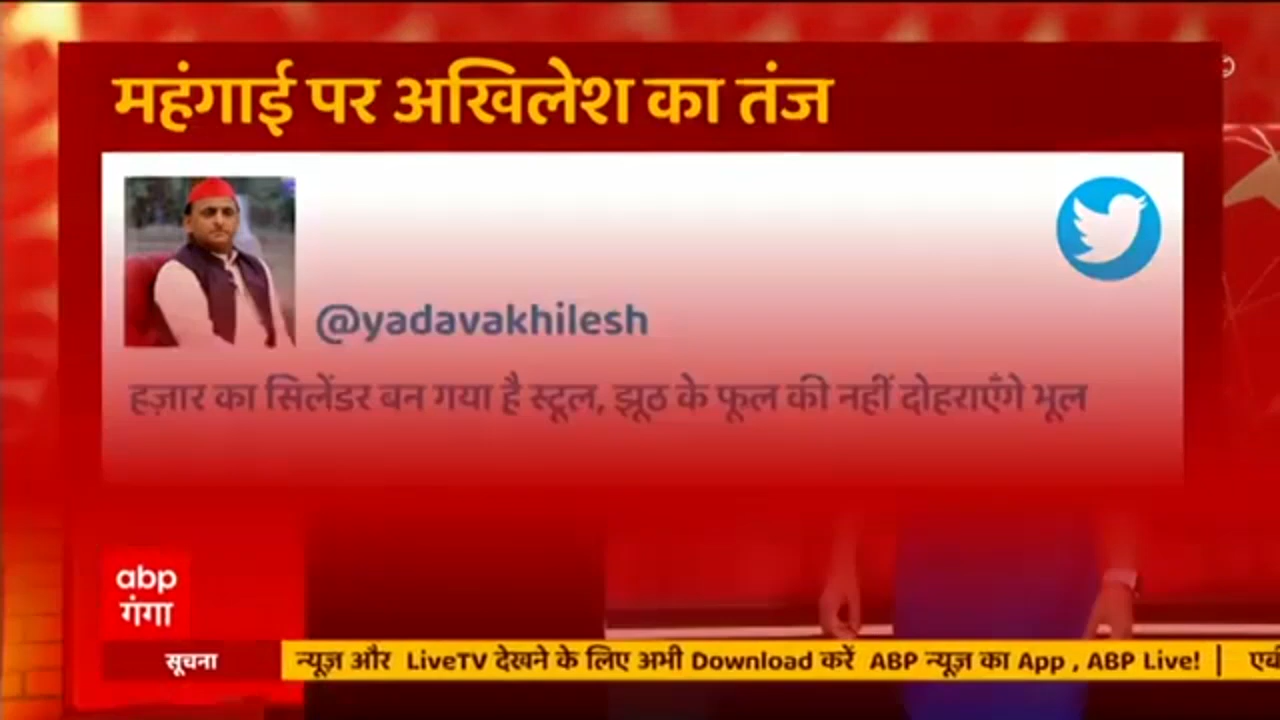 महंगाई पर अखिलेश का तंज
@yadavakhilesh
हज़ार का सिलेंडर बन गया है स्टूल, झूठ के फूल की नहीं दोहराएँगे भूल
abp
गंगा
सूचना
न्यूज़ और LiveTV देखने के लिए अभी Download करें ABP न्यूज़ का App , ABP Live! |